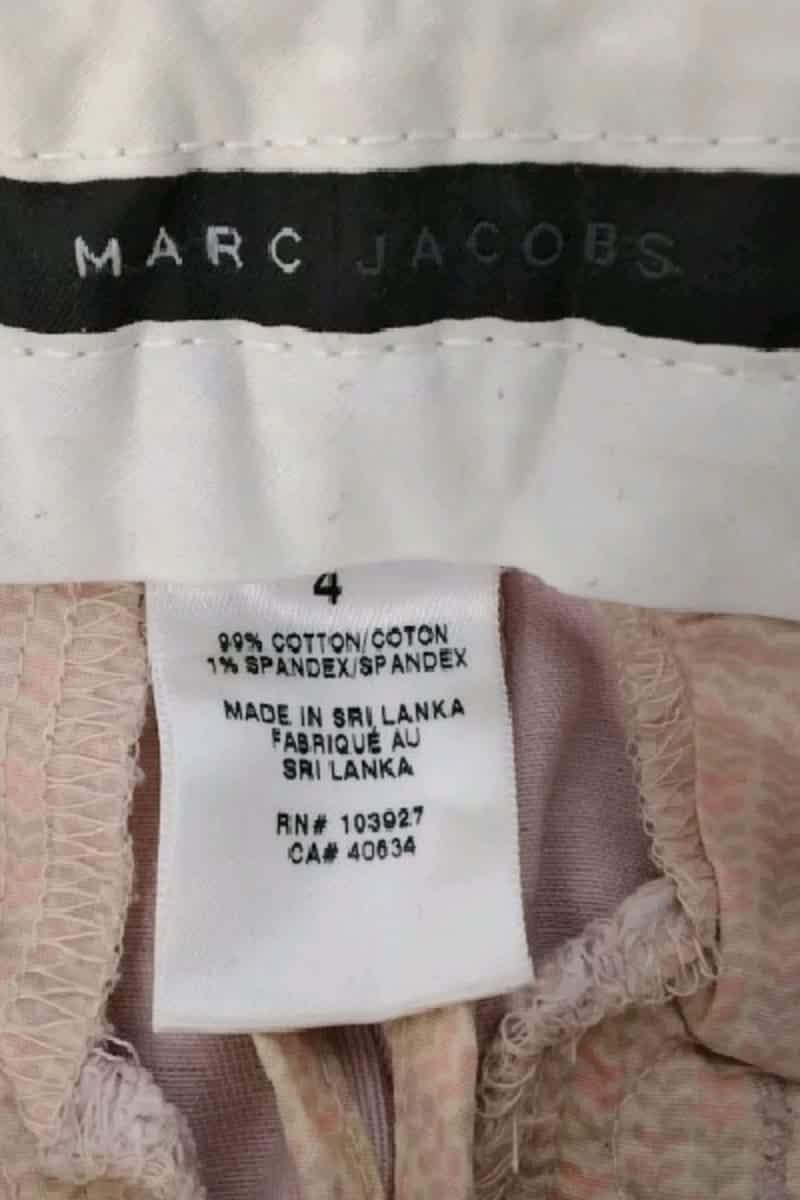 MARC JACOBS
4
99% COTTON/COTON
1% SPANDEX/SPANDEX
MADE IN SRI LANKA
FABRIQUÉ AU
SRI LANKA
RN# 103927
CA# 40634